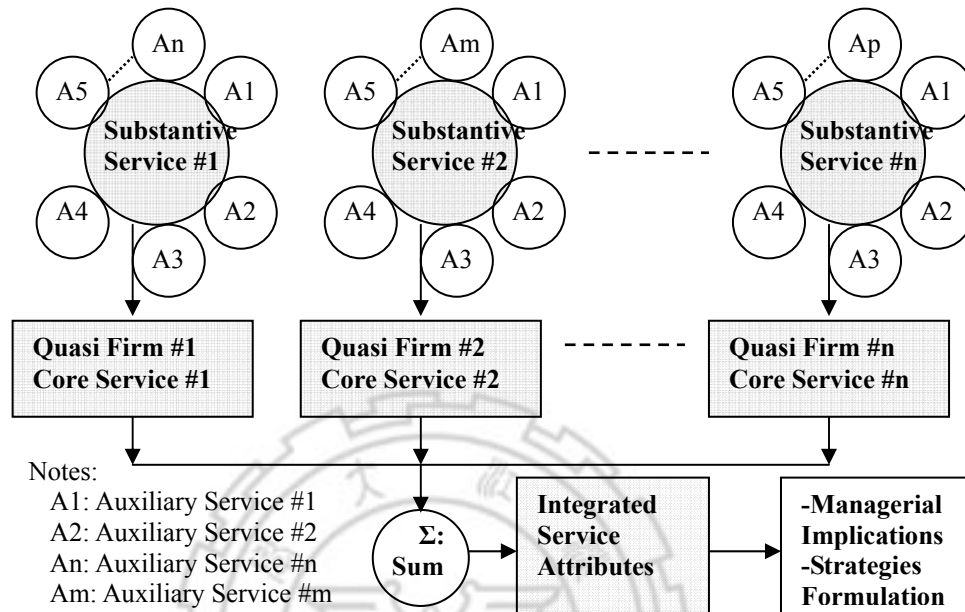 An
A5
A1
Substantive
Service #1
A4
A2
A3
Am
A5
A1
Substantive
Service #2
A4
A2
A3
Ap
A5
A1
Substantive
Service #n
A4
A2
A3
Quasi Firm #1
Core Service #1
Quasi Firm #2
Core Service #2
Quasi Firm #n
Core Service #n
Notes:
A1: Auxiliary Service #1
A2: Auxiliary Service #2
An: Auxiliary Service #n
Am: Auxiliary Service #m
Σ:
Sum
Integrated
Service
Attributes
-Managerial
Implications
-Strategies
Formulation
大